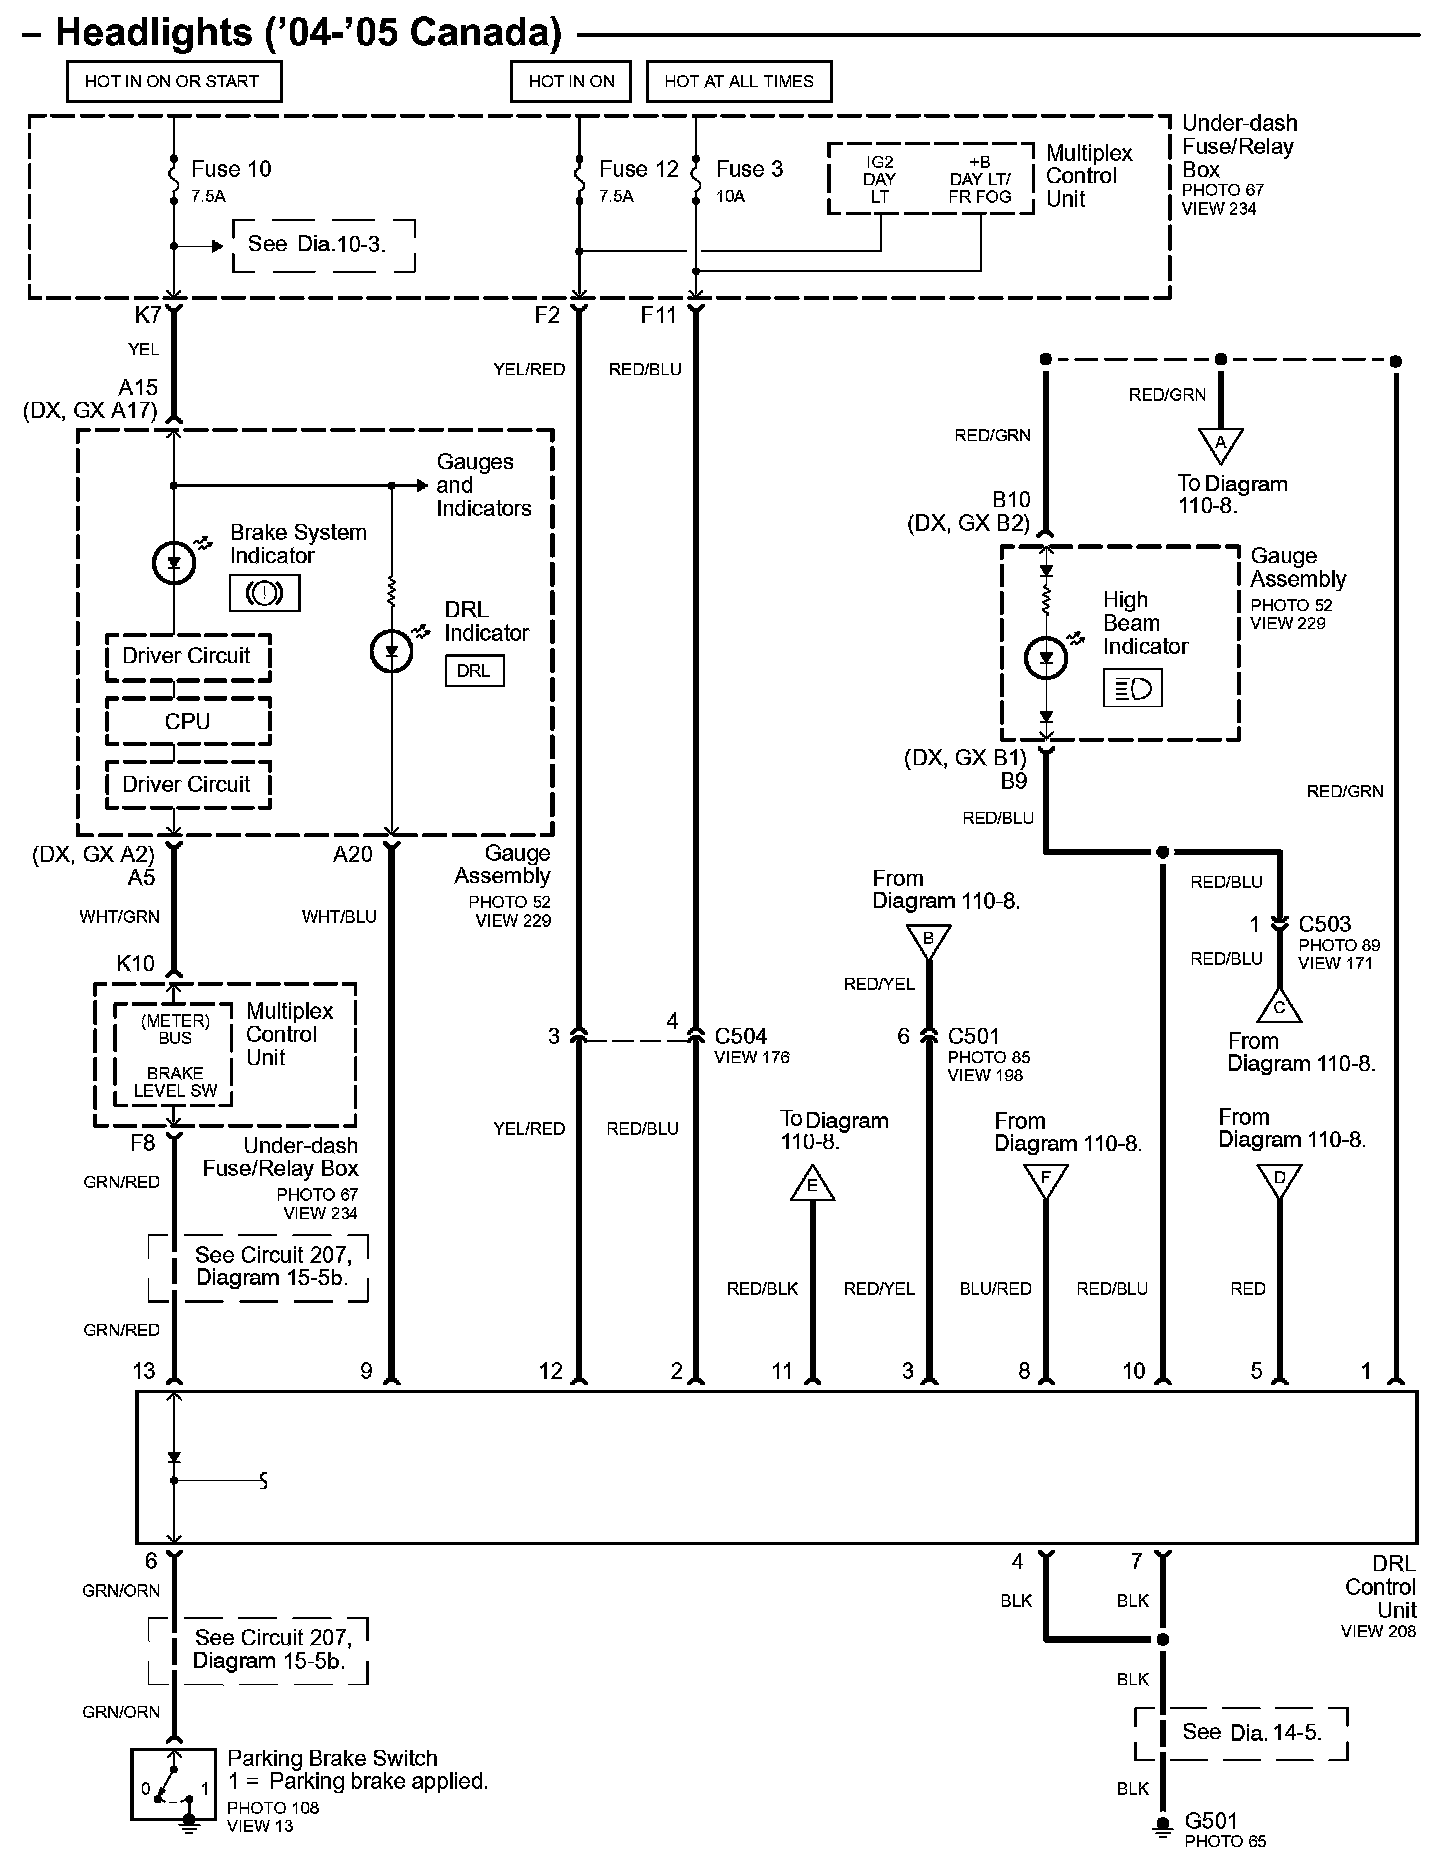 – Headlights ('04-'05 Canada)
HOT IN ON OR START
HOT IN ON
HOT AT ALL TIMES
Fuse 10
7.5A
See Dia.10-3.
Fuse 12
7.5A
Fuse 3
10A
IG2
DAY
LT
+B
DAY LT/
FR FOG
Multiplex
Control
Unit
Under-dash
Fuse/Relay
Box
PHOTO 67
VIEW 234
K7
F2
F11
YEL
YEL/RED
RED/BLU
A15
(DX, GX A17)
RED/GRN
RED/GRN
A
To Diagram
110-8.
Gauges
and
Indicators
Brake System
Indicator
DRL
Indicator
DRL
Driver Circuit
CPU
Driver Circuit
B10
(DX, GX B2)
Gauge
Assembly
PHOTO 52
VIEW 229
High
Beam
Indicator
(DX, GX B1)
B9
RED/BLU
RED/GRN
(DX, GX A2)
A5
A20
Gauge
Assembly
PHOTO 52
VIEW 229
WHT/GRN
WHT/BLU
From
Diagram 110-8.
B
RED/YEL
RED/BLU
1
C503
PHOTO 89
VIEW 171
RED/BLU
C
From
Diagram 110-8.
K10
(METER)
BUS
BRAKE
LEVEL SW
Multiplex
Control
Unit
3
4
C504
VIEW 176
6
C501
PHOTO 85
VIEW 198
F8
Under-dash
Fuse/Relay Box
PHOTO 67
VIEW 234
GRN/RED
YEL/RED
RED/BLU
To Diagram
110-8.
E
From
Diagram 110-8.
F
From
Diagram 110-8.
D
See Circuit 207,
Diagram 15-5b.
GRN/RED
RED/BLK
RED/YEL
BLU/RED
RED/BLU
RED
13
9
12
2
11
3
8
10
5
1
6
4
7
DRL
Control
Unit
VIEW 208
GRN/ORN
BLK
BLK
See Circuit 207,
Diagram 15-5b.
GRN/ORN
BLK
See Dia. 14-5.
BLK
0
1
Parking Brake Switch
1 = Parking brake applied.
PHOTO 108
VIEW 13
G501
PHOTO 65